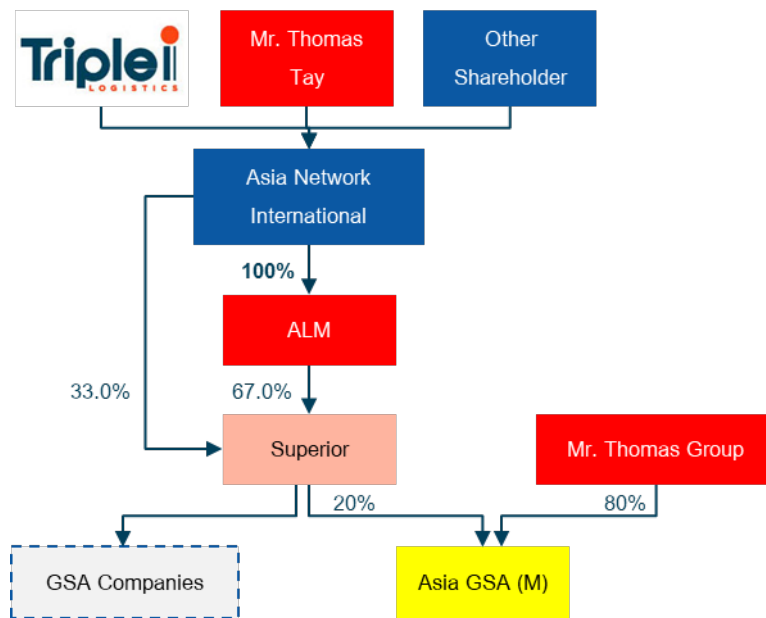 Triplei
LOGISTICS
Mr. Thomas
Tay
Other
Shareholder
Asia Network
International
100%
ALM
33.0%
67.0%
Superior
Mr. Thomas Group
20%
80%
GSA Companies
Asia GSA (M)